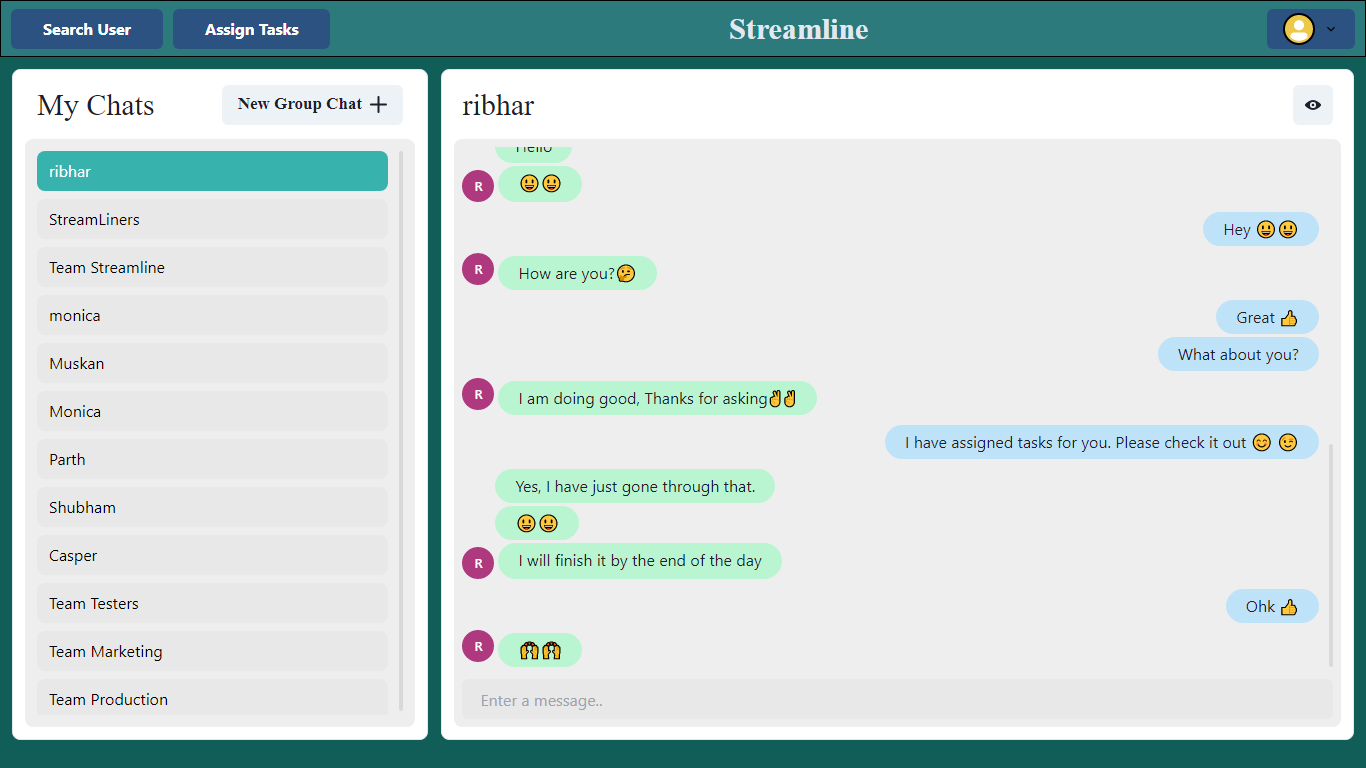 Search User
Assign Tasks
Streamline
My Chats
New Group Chat
ribhar
StreamLiners
Team Streamline
monica
Muskan
Monica
Parth
Shubham
Casper
Team Testers
Team Marketing
Team Production
ribhar
Hello
R 😃😃
Hey 😃😃
R How are you?🤔
Great 👍
What about you?
R I am doing good, Thanks for asking✌✌
I have assigned tasks for you. Please check it out 😊 😉
Yes, I have just gone through that.
😃😃
R I will finish it by the end of the day
Ohk 👍
R 🙌🙌
Enter a message..